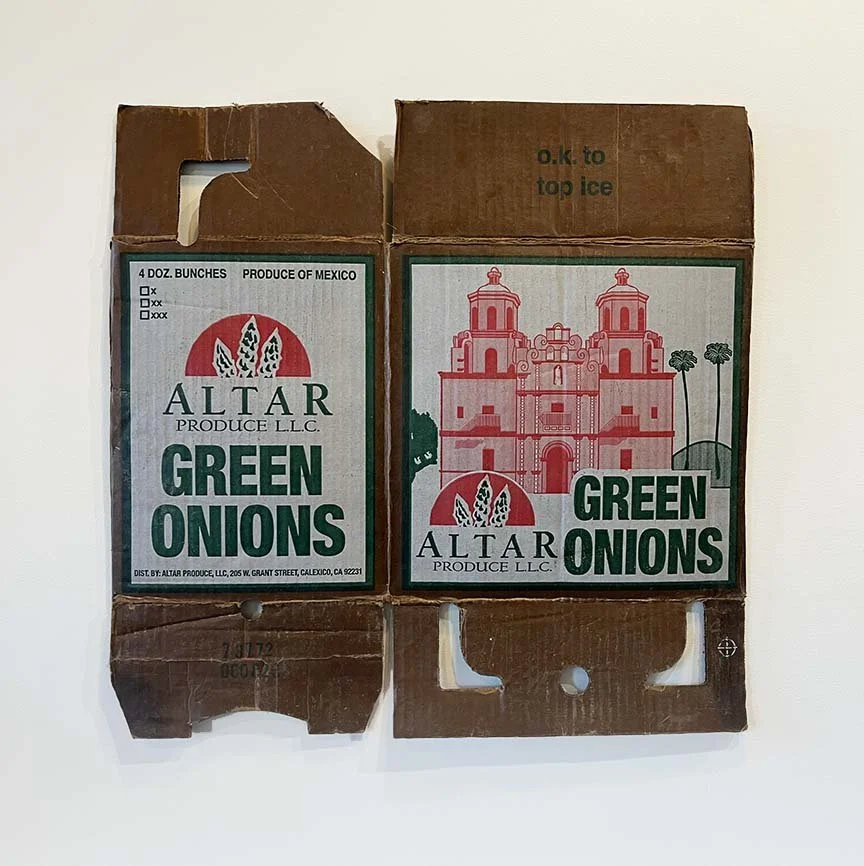 o.k. to
top ice
4 DOZ. BUNCHES PRODUCE OF MEXICO
x
xx
xxx
ALTAR
PRODUCE L.L.C.
GREEN
ONIONS
DIST. BY: ALTAR PRODUCE, LLC, 205 W. GRANT STREET, CALEXICO, CA 92231
ALTAR
PRODUCE L.L.C.
GREEN
ONIONS